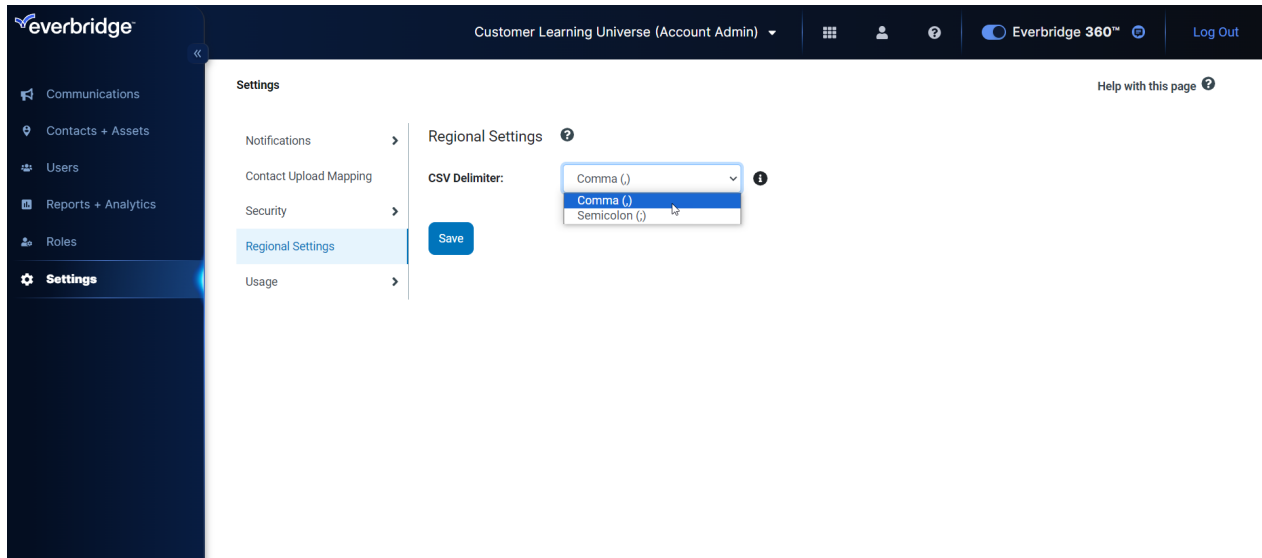 everbridge
Customer Learning Universe (Account Admin)
Everbridge 360™
Log Out
Communications
Contacts + Assets
Users
Reports + Analytics
Roles
Settings
Settings
Help with this page
Notifications
Contact Upload Mapping
Security
Regional Settings
Usage
Regional Settings
CSV Delimiter:
Comma (,)
Comma (,)
Semicolon (;)
Save